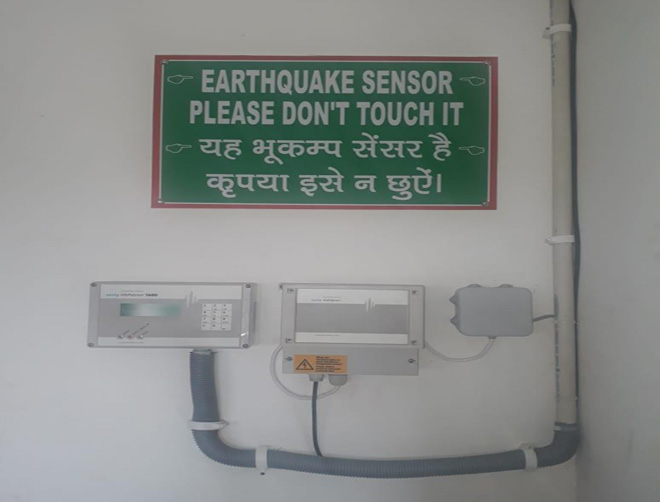 EARTHQUAKE SENSOR
PLEASE DON'T TOUCH IT
यह भूकम्प सेंसर है
कृपया इसे न छुऐं।